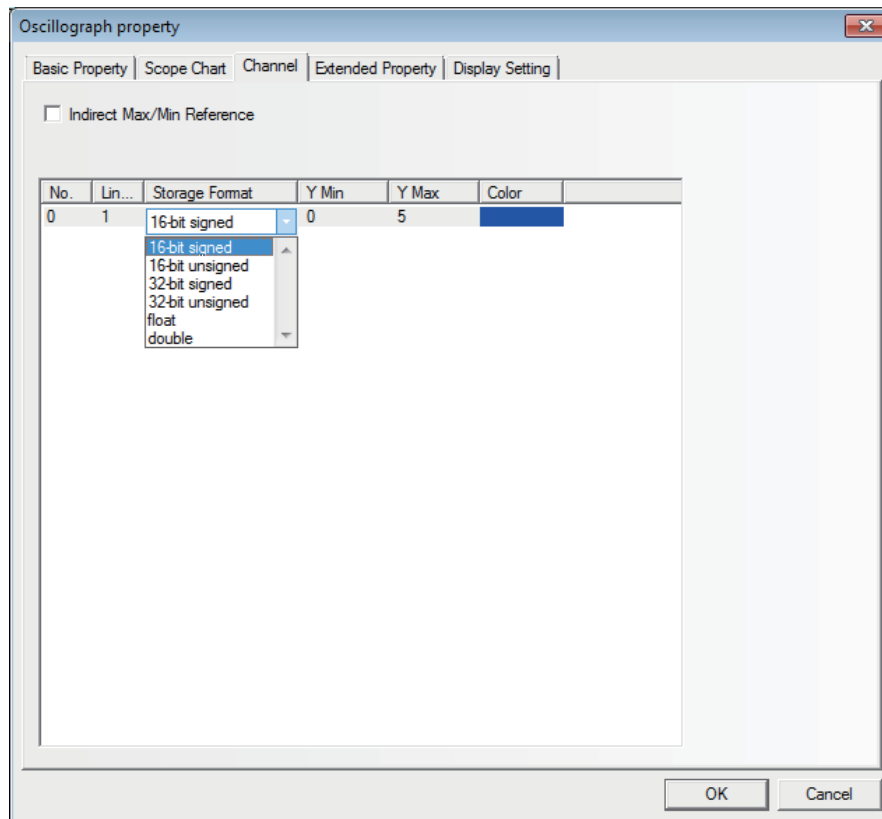 Oscillograph property
Basic Property Scope Chart Channel Extended Property Display Setting
Indirect Max/Min Reference
No. Lin... Storage Format Y Min Y Max Color
0 1 16-bit signed 0 5
16-bit signed
16-bit unsigned
32-bit signed
32-bit unsigned
float
double
OK Cancel